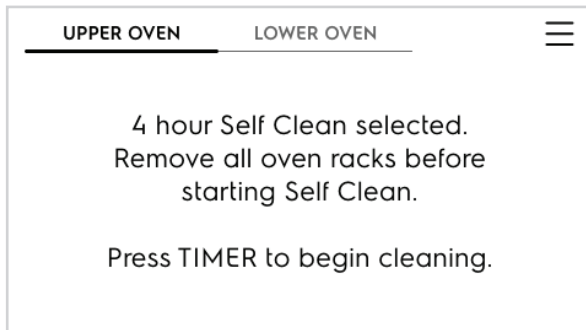 UPPER OVEN LOWER OVEN
4 hour Self Clean selected.
Remove all oven racks before
starting Self Clean.
Press TIMER to begin cleaning.